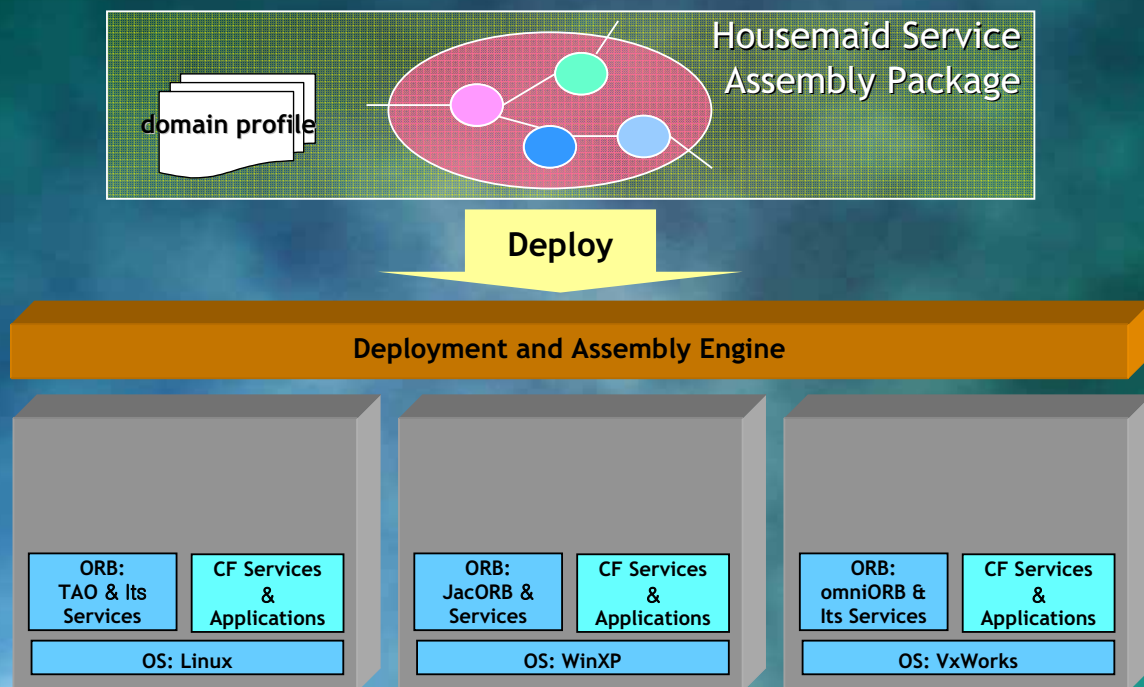 Housemaid Service
Assembly Package
domain profile
Deploy
Deployment and Assembly Engine
ORB:
TAO & Its
Services
CF Services
&
Applications
OS: Linux
ORB:
JacORB &
Services
CF Services
&
Applications
OS: WinXP
ORB:
omniORB &
Its Services
CF Services
&
Applications
OS: VxWorks